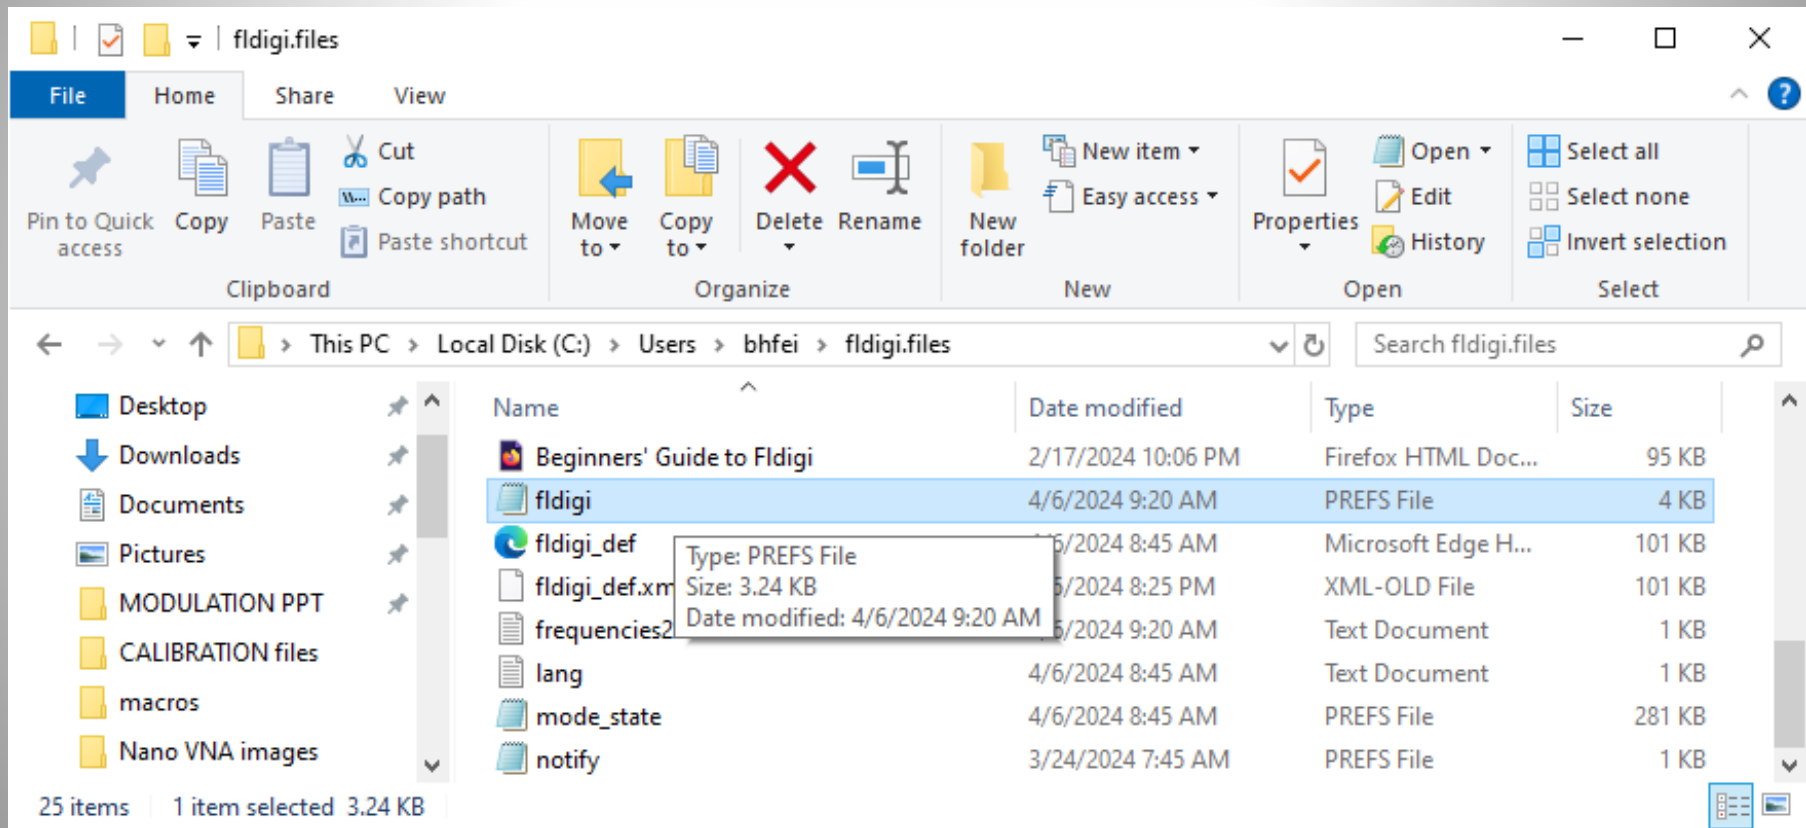 fldigi.files
File Home Share View
Pin to Quick access
Copy
Paste
Cut
Copy path
Paste shortcut
Clipboard
Move to
Copy to
Delete
Rename
Organize
New folder
New item
Easy access
New
Properties
Open
Edit
History
Open
Select all
Select none
Invert selection
Select
This PC > Local Disk (C:) > Users > bhfei > fldigi.files
Search fldigi.files
Desktop
Downloads
Documents
Pictures
MODULATION PPT
CALIBRATION files
macros
Nano VNA images
Name Date modified Type Size
Beginners' Guide to Fldigi 2/17/2024 10:06 PM Firefox HTML Doc... 95 KB
fldigi 4/6/2024 9:20 AM PREFS File 4 KB
fldigi_def /2024 8:45 AM Microsoft Edge H... 101 KB
fldigi_def.xm /2024 8:25 PM XML-OLD File 101 KB
frequencies2 /2024 9:20 AM Text Document 1 KB
lang 4/6/2024 8:45 AM Text Document 1 KB
mode_state 4/6/2024 8:45 AM PREFS File 281 KB
notify 3/24/2024 7:45 AM PREFS File 1 KB
Type: PREFS File
Size: 3.24 KB
Date modified: 4/6/2024 9:20 AM
25 items 1 item selected 3.24 KB